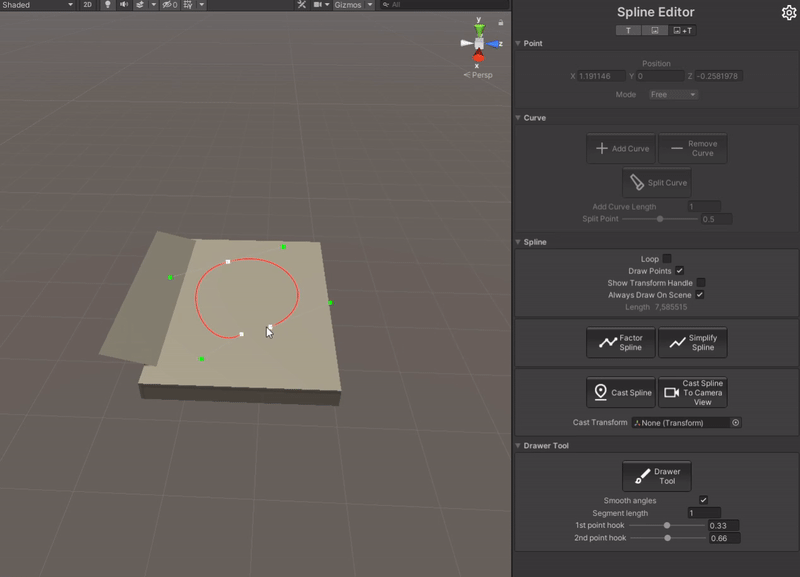 Shaded 2D 0 Gizmos All
y
z
x
Persp
Spline Editor
T +T
Point
Position
X 1.191146 Y 0 Z -0.2581978
Mode Free
Curve
Add Curve Remove Curve
Split Curve
Add Curve Length 1
Split Point 0.5
Spline
Loop
Draw Points
Show Transform Handle
Always Draw On Scene
Length 7,585515
Factor Spline Simplify Spline
Cast Spline Cast Spline To Camera View
Cast Transform None (Transform)
Drawer Tool
Drawer Tool
Smooth angles
Segment length 1
1st point hook 0.33
2nd point hook 0.66